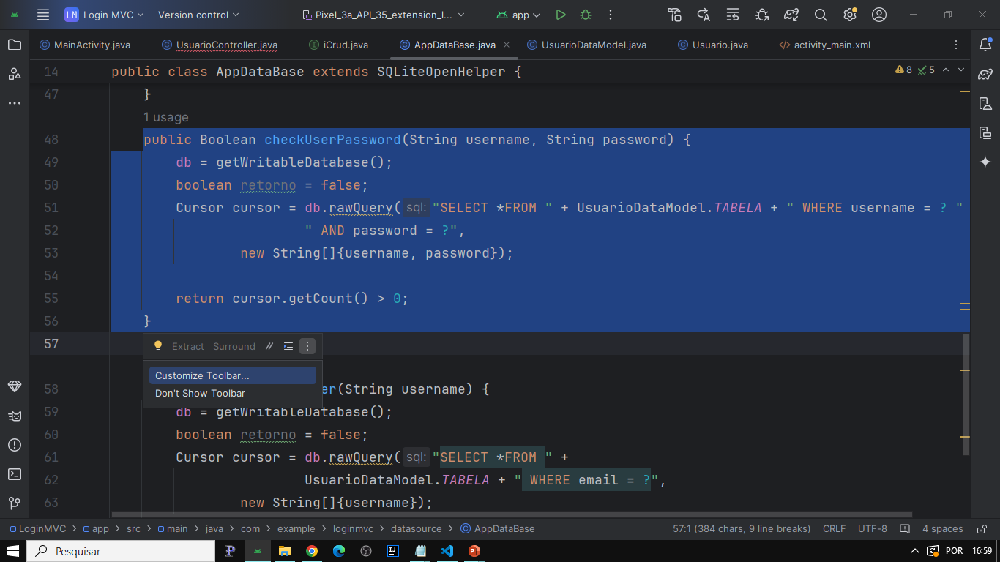 LM Login MVC Version control Pixel_3a_API_35_extension_l... app
MainActivity.java UsuarioController.java iCrud.java AppDataBase.java UsuarioDataModel.java Usuario.java activity_main.xml
14 public class AppDataBase extends SQLiteOpenHelper { 8 5
47 }
1 usage
48 public Boolean checkUserPassword(String username, String password) {
49 db = getWritableDatabase();
50 boolean retorno = false;
51 Cursor cursor = db.rawQuery( sql: "SELECT *FROM " + UsuarioDataModel.TABELA + " WHERE username = ? "
52 " AND password = ?",
53 new String[]{username, password});
54
55 return cursor.getCount() > 0;
56 }
57
Extract Surround
Customize Toolbar...
Don't Show Toolbar
58 er(String username) {
59 db = getWritableDatabase();
60 boolean retorno = false;
61 Cursor cursor = db.rawQuery( sql: "SELECT *FROM " +
62 UsuarioDataModel.TABELA + " WHERE email = ?",
63 new String[]{username});
LoginMVC > app > src > main > java > com > example > loginmvc > datasource > AppDataBase 57:1 (384 chars, 9 line breaks) CRLF UTF-8 4 spaces
Pesquisar POR 16:59